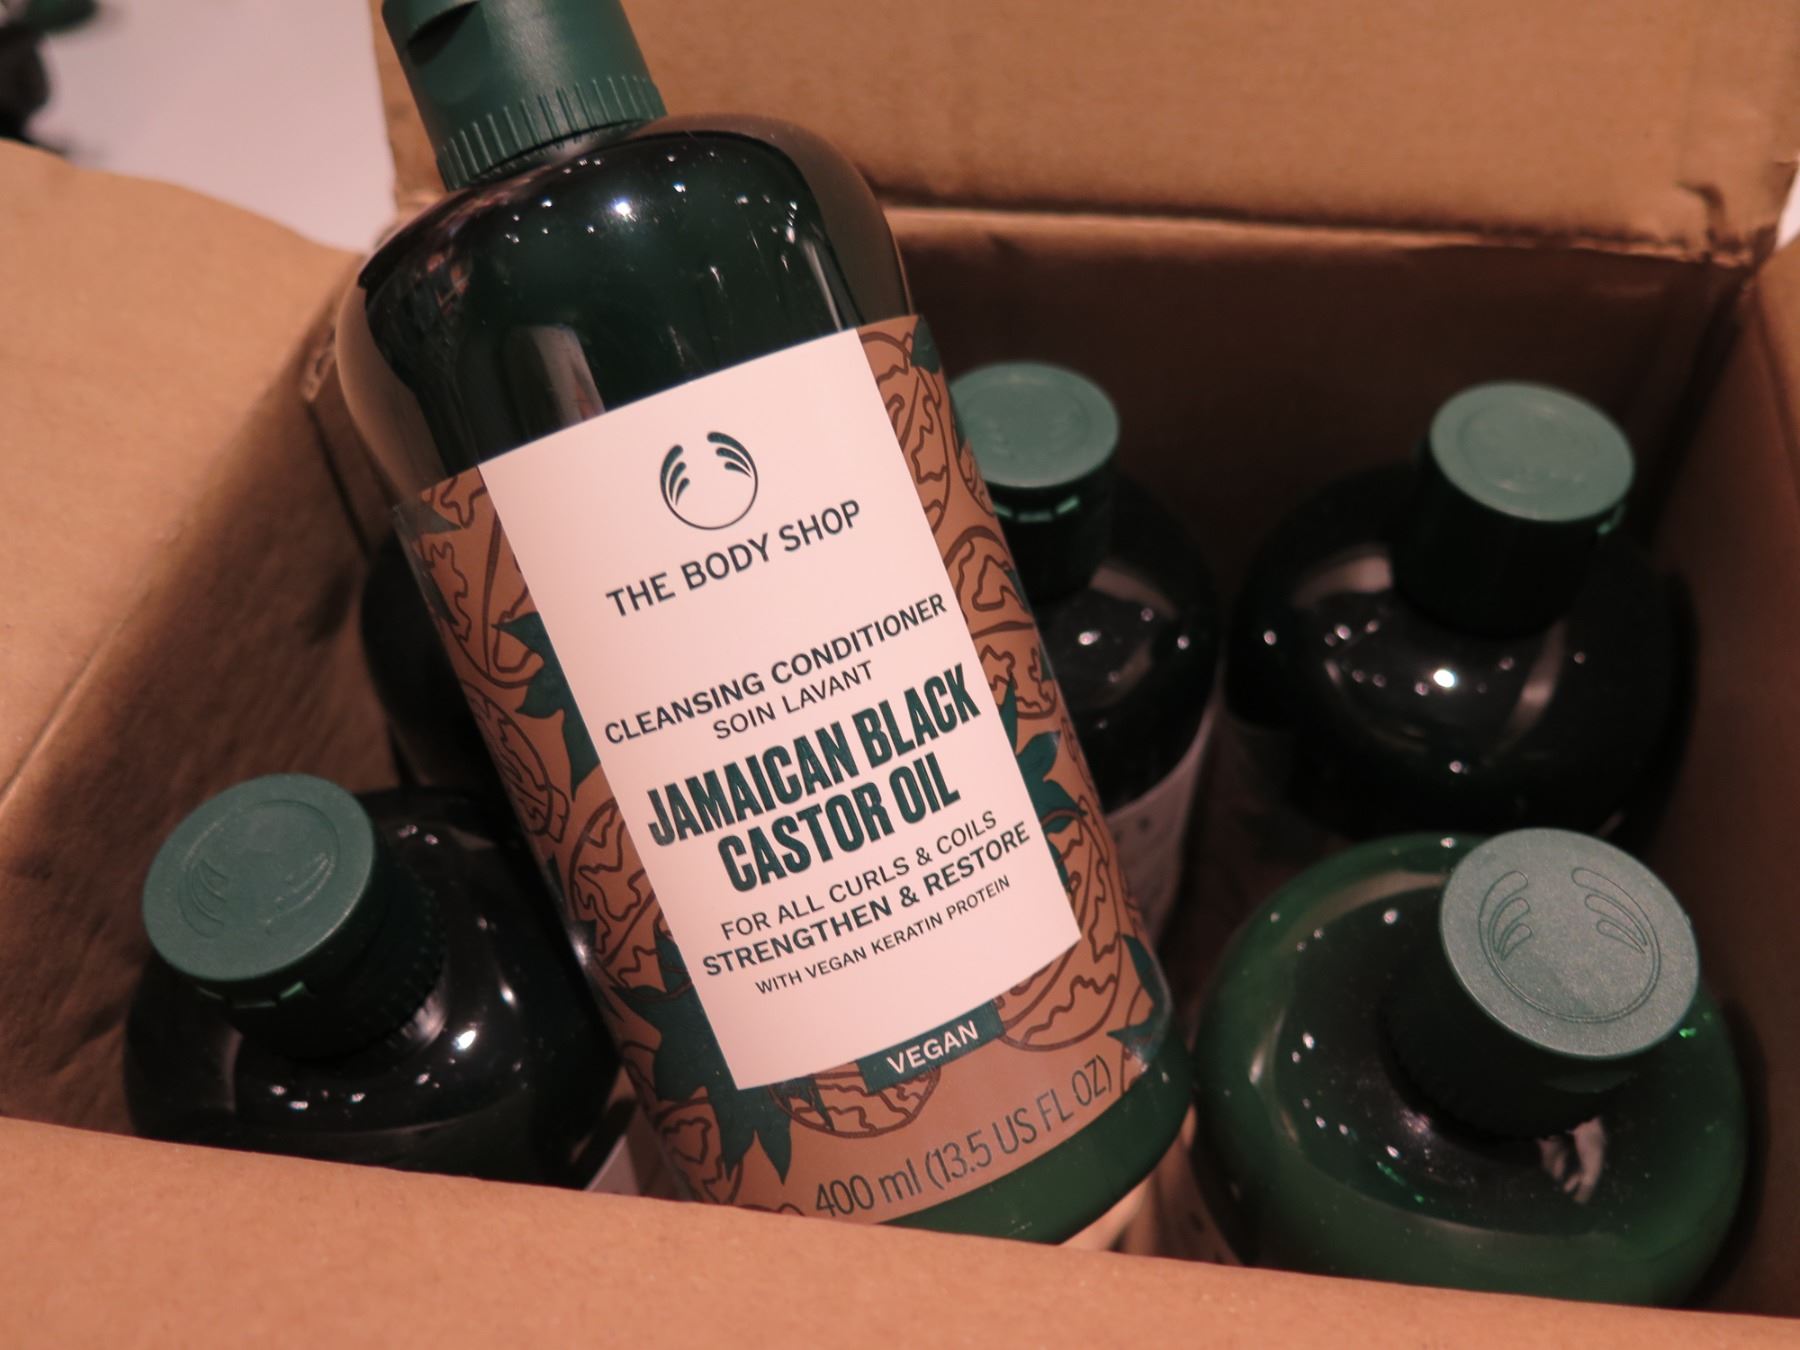 THE BODY SHOP
CLEANSING CONDITIONER
SOIN LAVANT
JAMAICAN BLACK
CASTOR OIL
FOR ALL CURLS & COILS
STRENGTHEN & RESTORE
WITH VEGAN KERATIN PROTEIN
VEGAN
400 ml (13.5 US FL OZ)